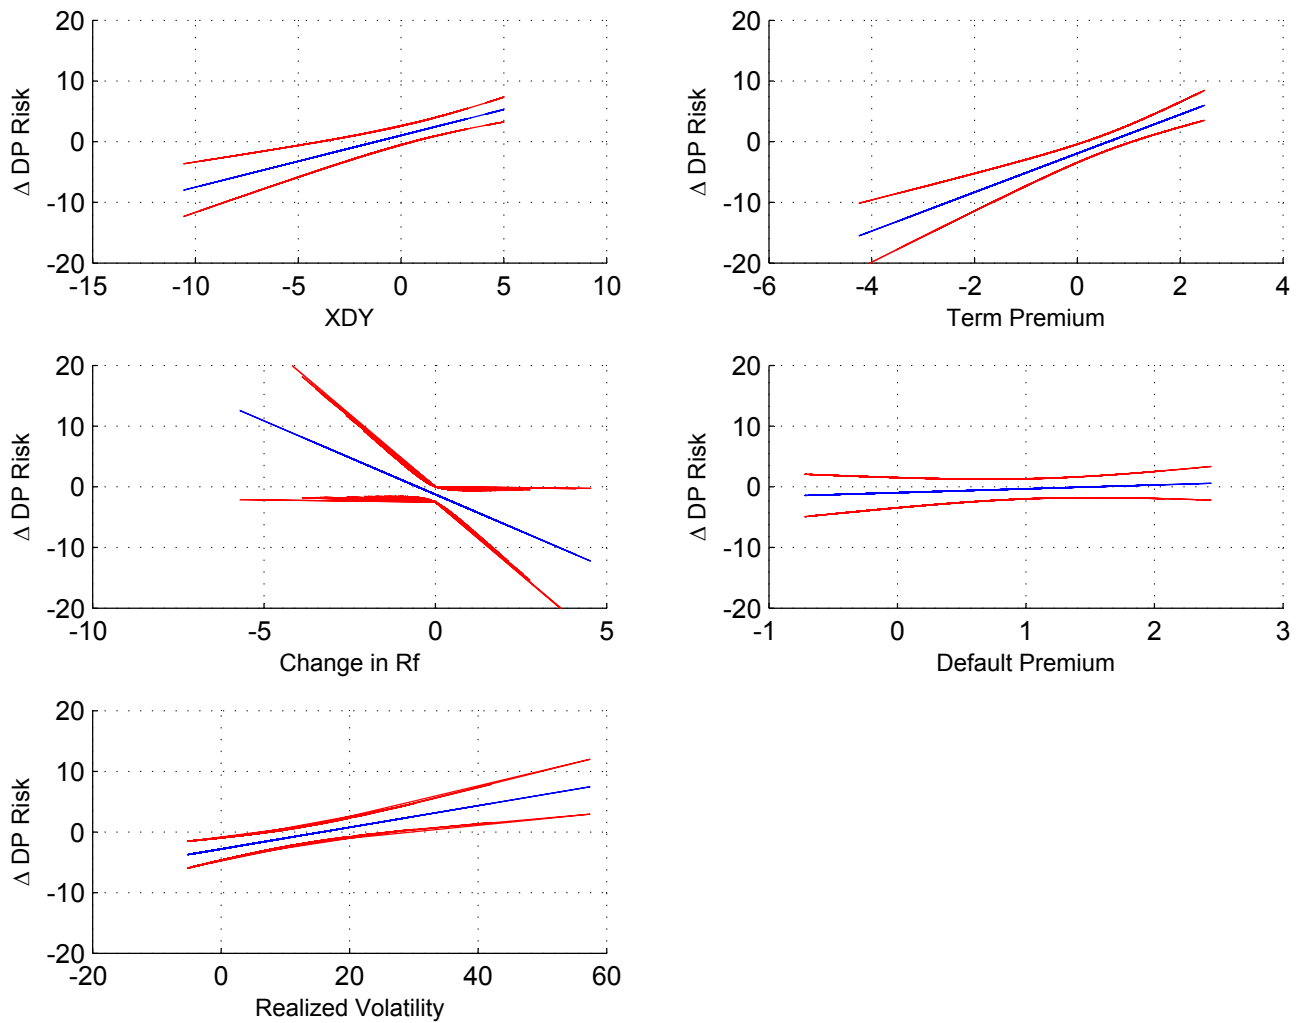 20
10
0
-10
-20
Δ DP Risk
-15 -10 -5 0 5 10
XDY
20
10
0
-10
-20
Δ DP Risk
-6 -4 -2 0 2 4
Term Premium
20
10
0
-10
-20
Δ DP Risk
-10 -5 0 5
Change in Rf
20
10
0
-10
-20
Δ DP Risk
-1 0 1 2 3
Default Premium
20
10
0
-10
-20
Δ DP Risk
-20 0 20 40 60
Realized Volatility